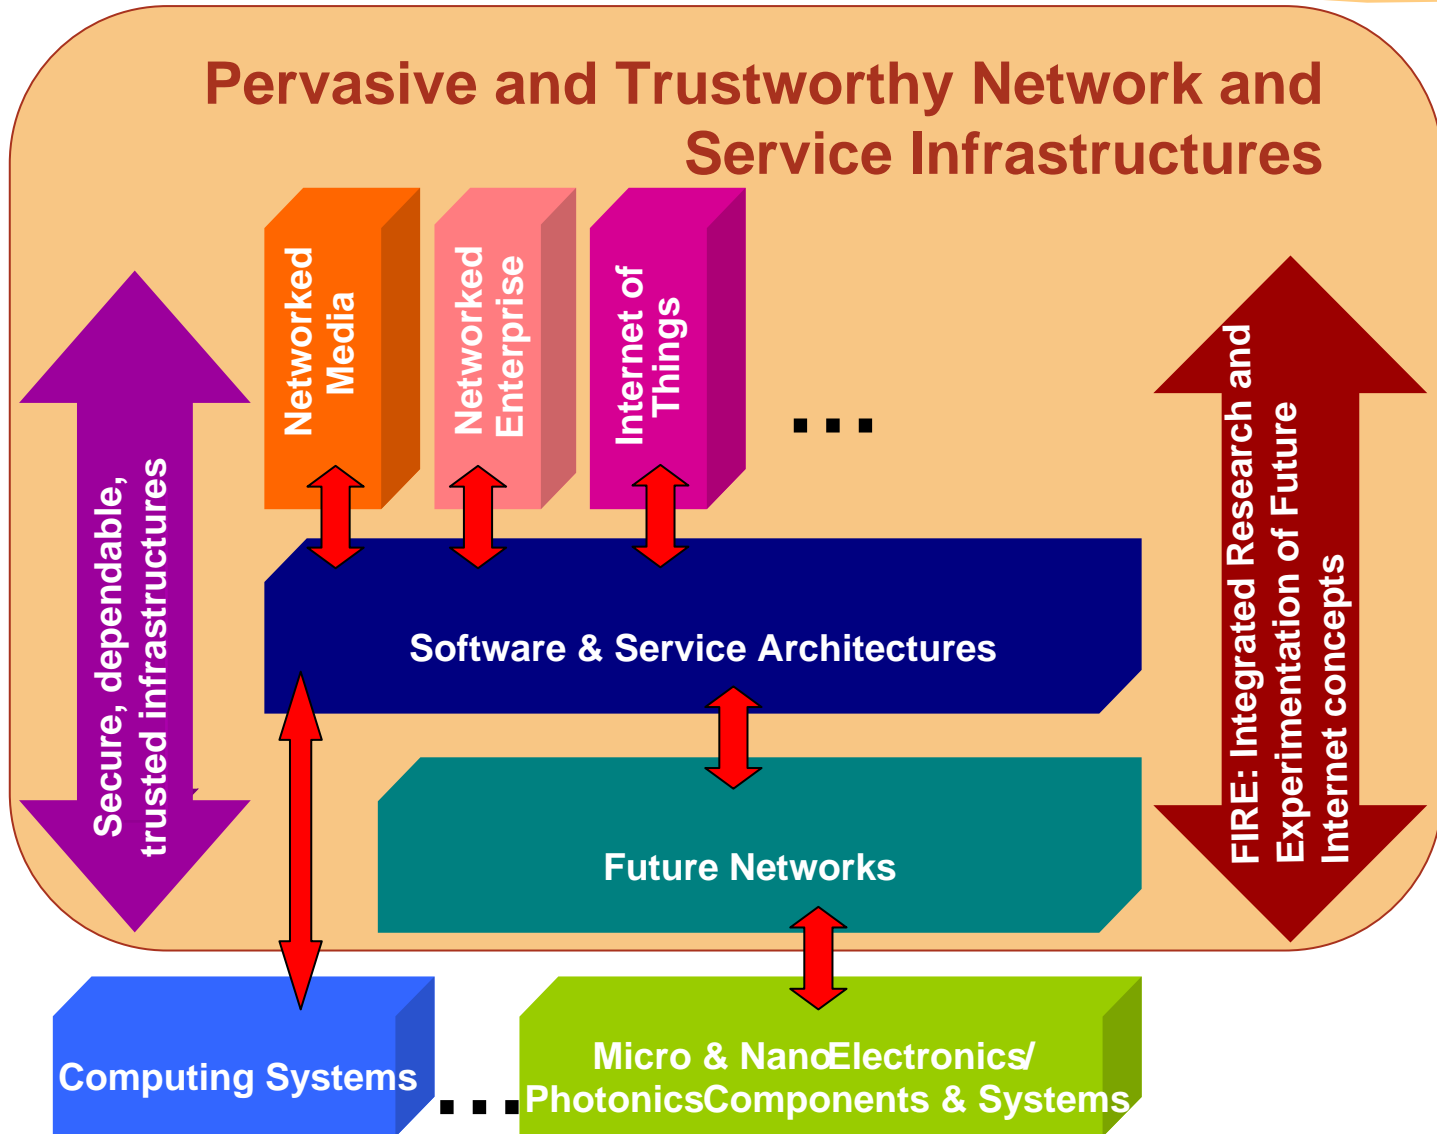 Pervasive and Trustworthy Network and
Service Infrastructures
Networked
Media
Networked
Enterprise
Internet of
Things
...
Secure, dependable,
trusted infrastructures
FIRE: Integrated Research and
Experimentation of Future
Internet concepts
Software & Service Architectures
Future Networks
Computing Systems
...
Micro & NanoElectronics/
PhotonicsComponents & Systems